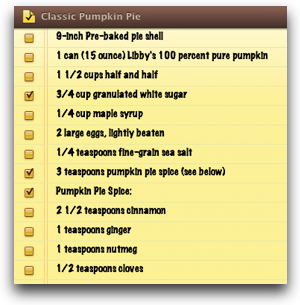 Classic Pumpkin Pie
9-inch Pre-baked pie shell
1 can (15 ounce) Libby's 100 percent pure pumpkin
1 1/2 cups half and half
3/4 cup granulated white sugar
1/4 cup maple syrup
2 large eggs, lightly beaten
1/4 teaspoons fine-grain sea salt
3 teaspoons pumpkin pie spice (see below)
Pumpkin Pie Spice:
2 1/2 teaspoons cinnamon
1 teaspoons ginger
1 teaspoons nutmeg
1/2 teaspoons cloves